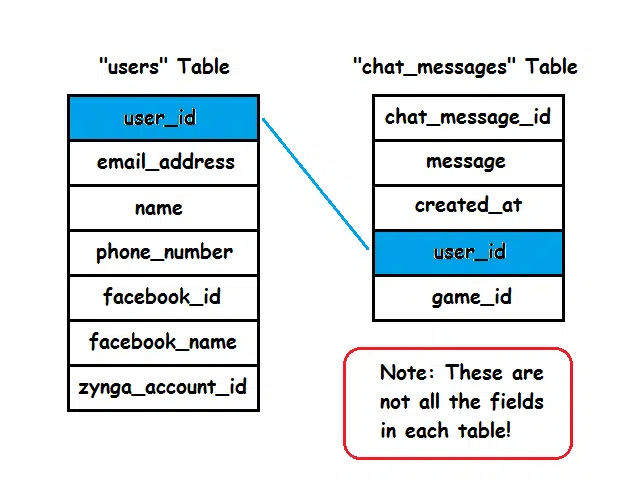 "users" Table
user_id
email_address
name
phone_number
facebook_id
facebook_name
zynga_account_id
"chat_messages" Table
chat_message_id
message
created_at
user_id
game_id
Note: These are
not all the fields
in each table!